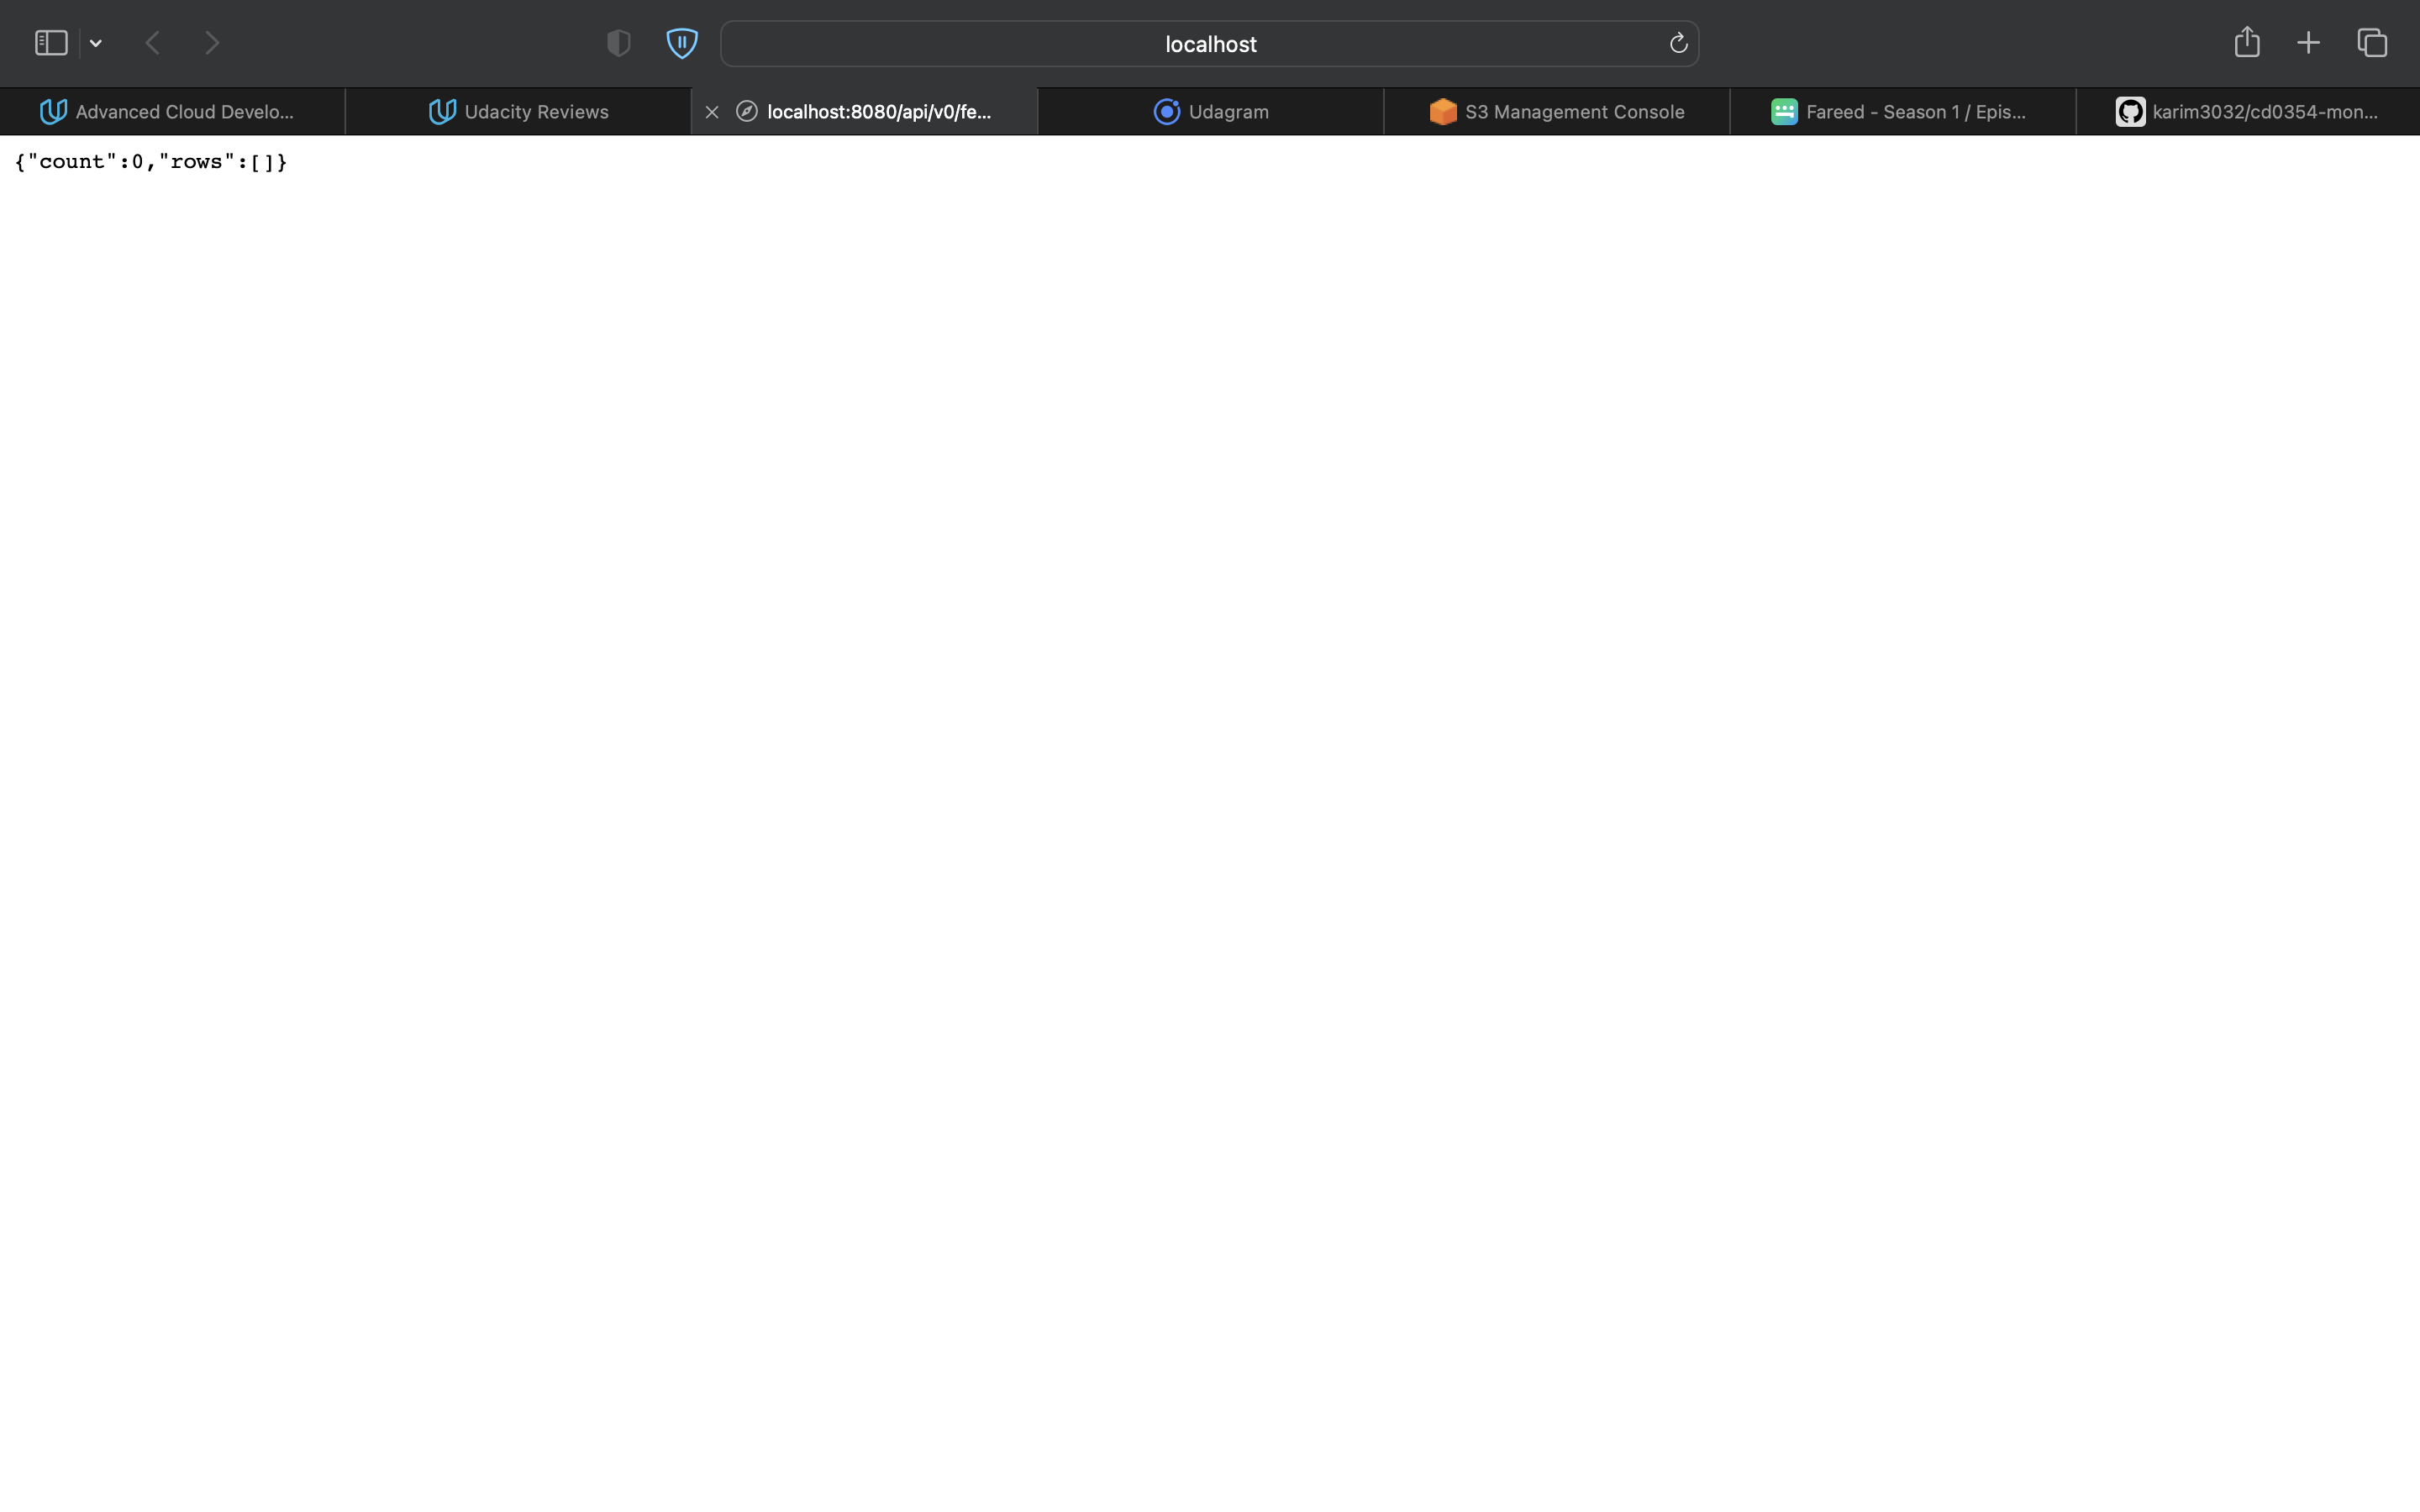 localhost
Advanced Cloud Develo...
Udacity Reviews
localhost:8080/api/v0/fe...
Udagram
S3 Management Console
Fareed - Season 1 / Epis...
karim3032/cd0354-mon...
{"count":0,"rows":[]}